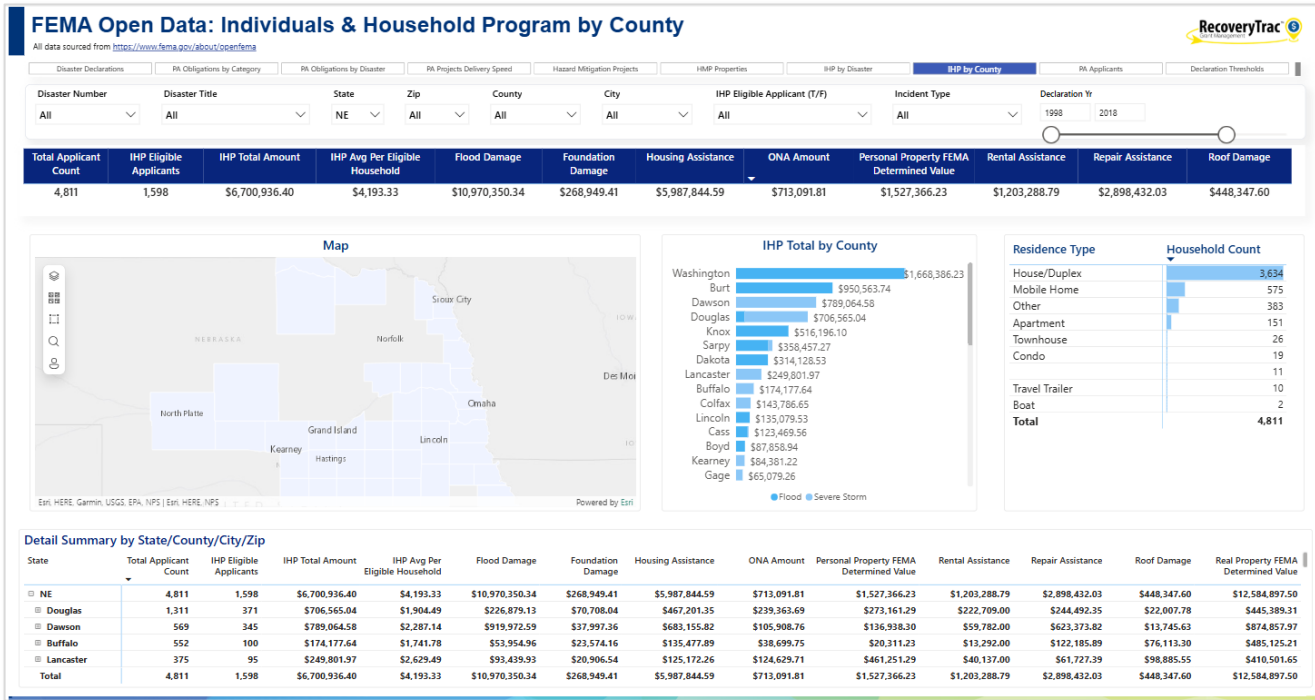 FEMA Open Data: Individuals & Household Program by County
All data sourced from https://www.fema.gov/about/openfema
RecoveryTrac
Grant Management
Disaster Declarations PA Obligations by Category PA Obligations by Disaster PA Projects Delivery Speed Hazard Mitigation Projects HMP Properties IHP by Disaster IHP by County PA Applicants Declaration Thresholds
Disaster Number Disaster Title State Zip County City IHP Eligible Applicant (T/F) Incident Type Declaration Yr
All All NE All All All All All 1998 2018
Total Applicant Count IHP Eligible Applicants IHP Total Amount IHP Avg Per Eligible Household Flood Damage Foundation Damage Housing Assistance ONA Amount Personal Property FEMA Determined Value Rental Assistance Repair Assistance Roof Damage
4,811 1,598 $6,700,936.40 $4,193.33 $10,970,350.34 $268,949.41 $5,987,844.59 $713,091.81 $1,527,366.23 $1,203,288.79 $2,898,432.03 $448,347.60
Map
Sioux City
IOW
NEBRASKA
Norfolk
Des Moi
Omaha
North Platte
Grand Island
Lincoln
Kearney
Hastings
Esri, HERE, Garmin, USGS, EPA, NPS | Esri, HERE, NPS
Powered by Esri
IHP Total by County
Washington $1,668,386.23
Burt $950,563.74
Dawson $789,064.58
Douglas $706,565.04
Knox $516,196.10
Sarpy $358,457.27
Dakota $314,128.53
Lancaster $249,801.97
Buffalo $174,177.64
Colfax $143,786.65
Lincoln $135,079.53
Cass $123,469.56
Boyd $87,858.94
Kearney $84,381.22
Gage $65,079.26
Flood Severe Storm
Residence Type Household Count
House/Duplex 3,634
Mobile Home 575
Other 383
Apartment 151
Townhouse 26
Condo 19
11
Travel Trailer 10
Boat 2
Total 4,811
Detail Summary by State/County/City/Zip
State Total Applicant Count IHP Eligible Applicants IHP Total Amount IHP Avg Per Eligible Household Flood Damage Foundation Damage Housing Assistance ONA Amount Personal Property FEMA Determined Value Rental Assistance Repair Assistance Roof Damage Real Property FEMA Determined Value
NE 4,811 1,598 $6,700,936.40 $4,193.33 $10,970,350.34 $268,949.41 $5,987,844.59 $713,091.81 $1,527,366.23 $1,203,288.79 $2,898,432.03 $448,347.60 $12,584,897.50
Douglas 1,311 371 $706,565.04 $1,904.49 $226,879.13 $70,708.04 $467,201.35 $239,363.69 $273,161.29 $222,709.00 $244,492.35 $22,007.78 $445,389.31
Dawson 569 345 $789,064.58 $2,287.14 $919,972.59 $37,997.36 $683,155.82 $105,908.76 $136,938.30 $59,782.00 $623,373.82 $13,745.63 $874,857.97
Buffalo 552 100 $174,177.64 $1,741.78 $53,954.96 $23,574.16 $135,477.89 $38,699.75 $20,311.23 $13,292.00 $122,185.89 $76,113.30 $485,125.21
Lancaster 375 95 $249,801.97 $2,629.49 $93,439.93 $20,906.54 $125,172.26 $124,629.71 $461,251.29 $40,137.00 $61,727.39 $98,885.55 $410,501.65
Total 4,811 1,598 $6,700,936.40 $4,193.33 $10,970,350.34 $268,949.41 $5,987,844.59 $713,091.81 $1,527,366.23 $1,203,288.79 $2,898,432.03 $448,347.60 $12,584,897.50